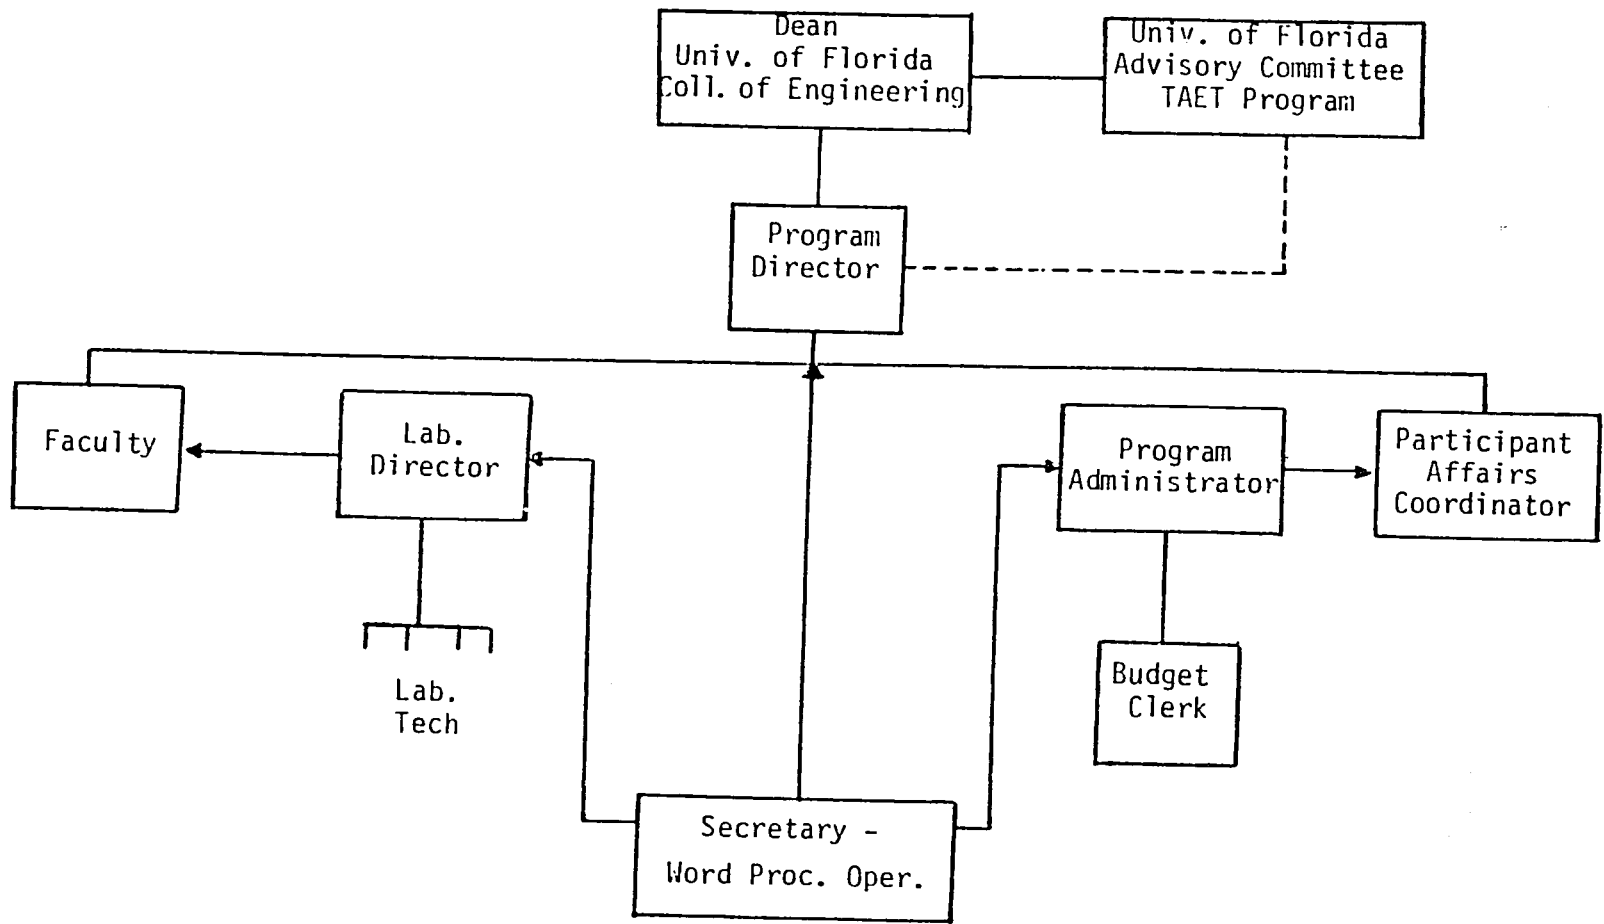 Dean
Univ. of Florida
Coll. of Engineering
Univ. of Florida
Advisory Committee
TAET Program
Program
Director
Faculty
Lab.
Director
Program
Administrator
Participant
Affairs
Coordinator
Lab.
Tech
Budget
Clerk
Secretary -
Word Proc. Oper.